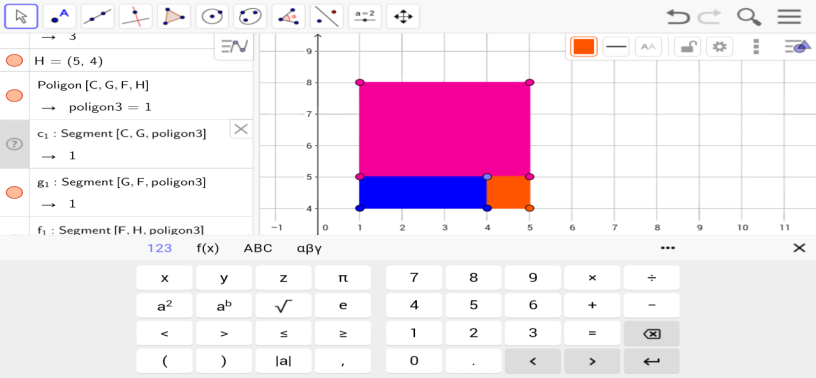 a=2
→ 3
H = (5, 4)
Poligon [C, G, F, H]
→ poligon3 = 1
c₁ : Segment [C, G, poligon3]
→ 1
g₁ : Segment [G, F, poligon3]
→ 1
f₁ : Segment [F, H, poligon3]
A
AA
9
8
7
6
5
4
−1 0 1 2 3 4 5 6 7 8 9 10 11
123 f(x) ABC αβγ ...
x y z π 7 8 9 × ÷
a² aᵇ √ e 4 5 6 + −
< > ≤ ≥ 1 2 3 =
( ) |a| , 0 . < >